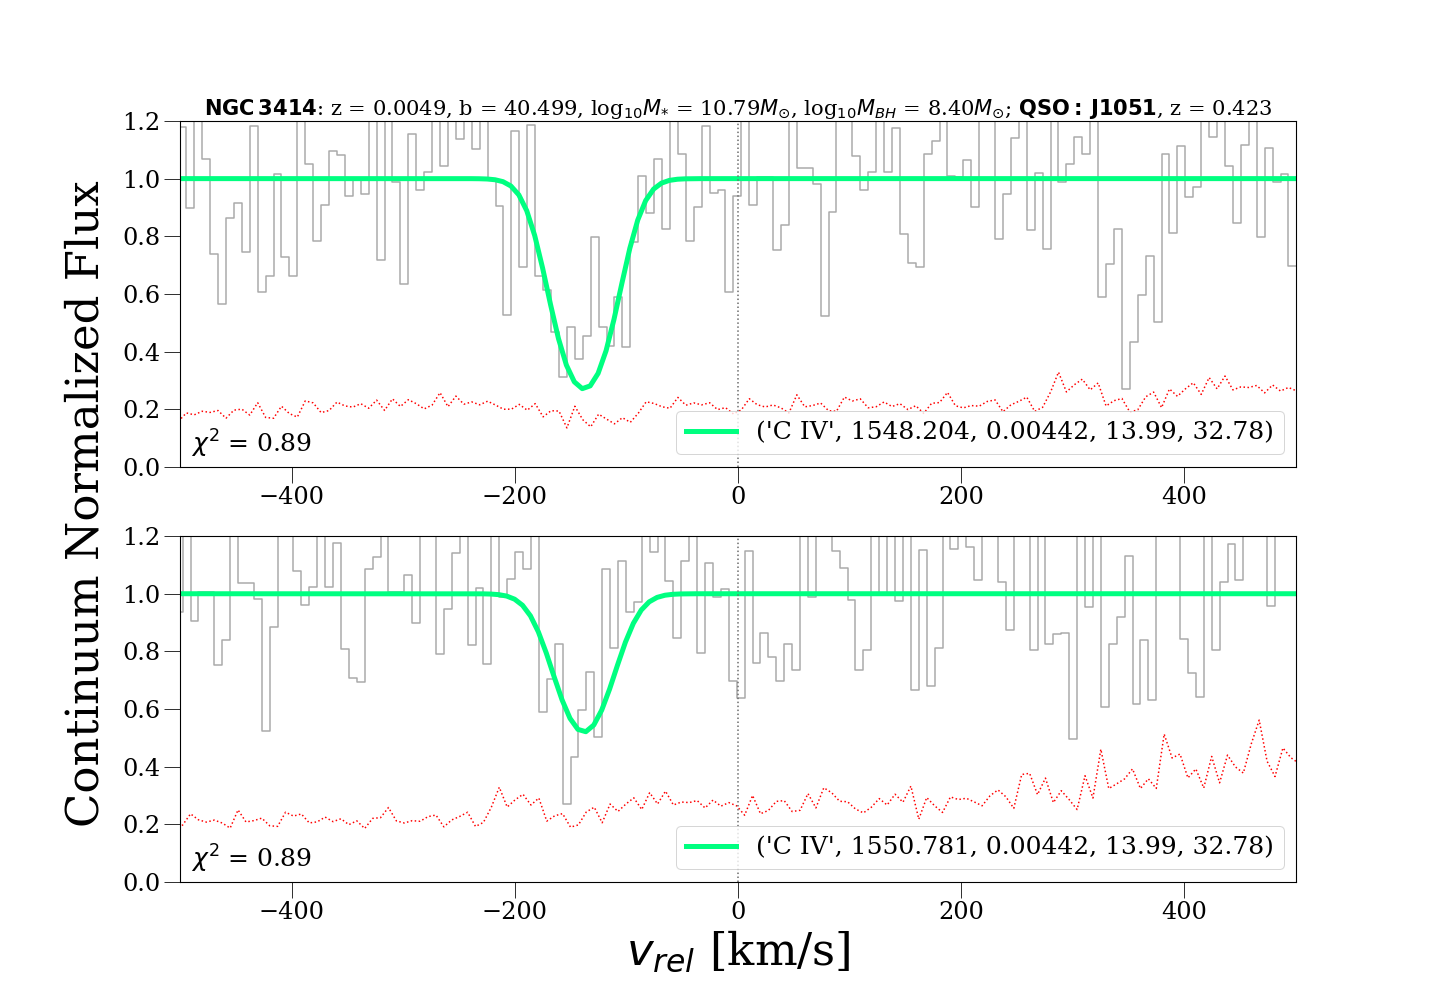 NGC 3414: z = 0.0049, b = 40.499, log₁₀M* = 10.79M⊙, log₁₀M_BH = 8.40M⊙; QSO: J1051, z = 0.423
Continuum Normalized Flux
1.2
1.0
0.8
0.6
0.4
0.2
0.0
χ² = 0.89
('C IV', 1548.204, 0.00442, 13.99, 32.78)
−400 −200 0 200 400
1.2
1.0
0.8
0.6
0.4
0.2
0.0
χ² = 0.89
('C IV', 1550.781, 0.00442, 13.99, 32.78)
−400 −200 0 200 400
v_rel [km/s]